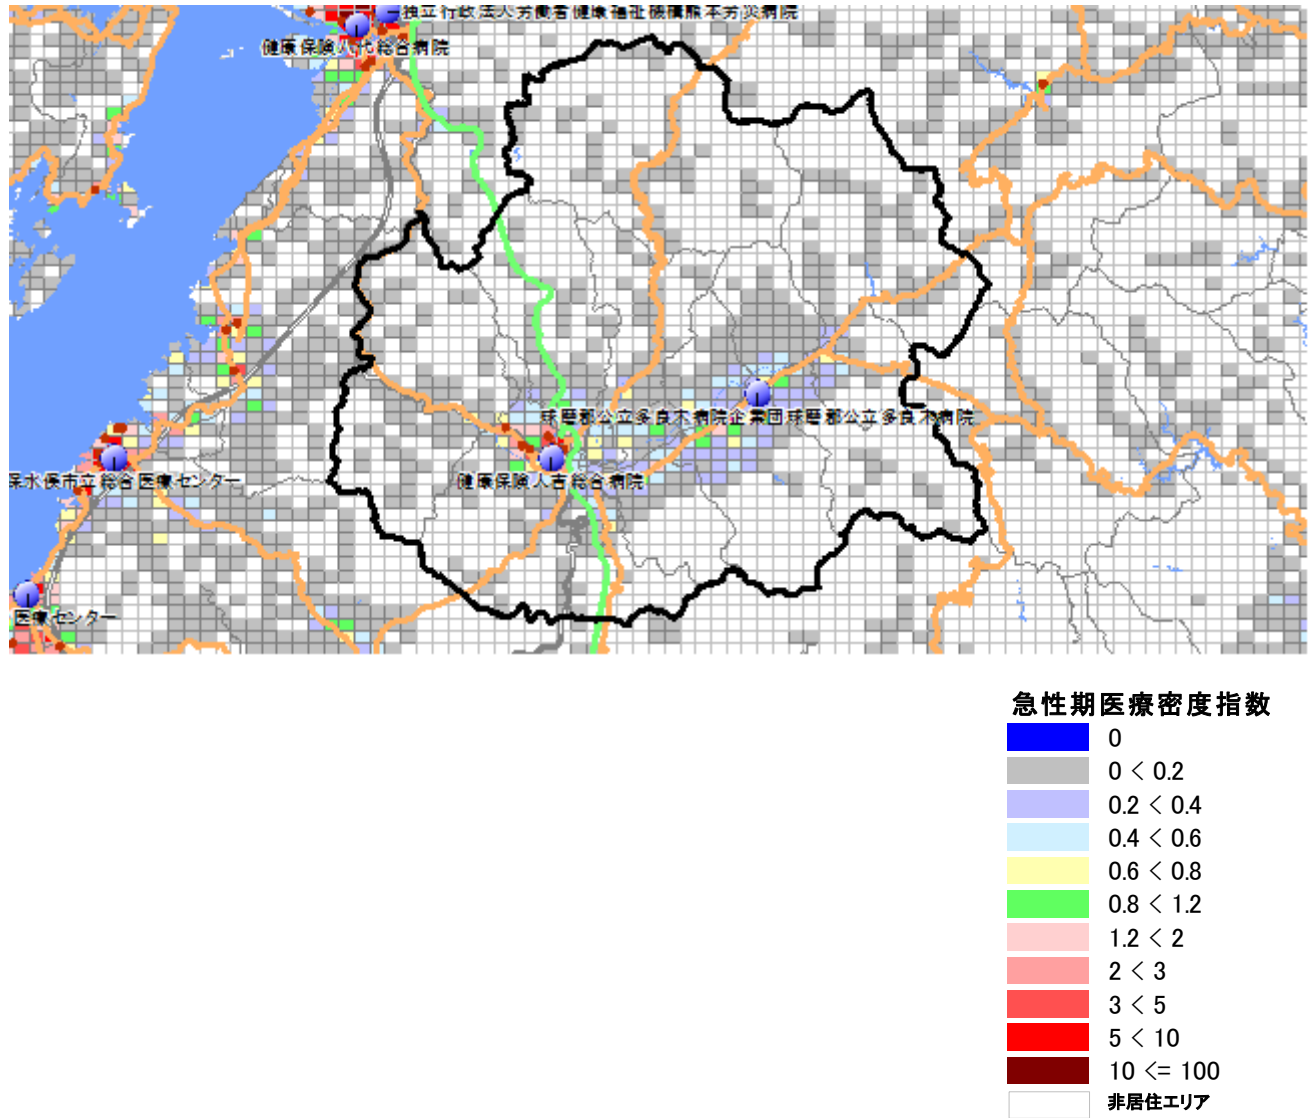 独立行政法人労働者健康福祉機構熊本労災病院
健康保険八代総合病院
球磨郡公立多良木病院企業団球磨郡公立多良木病院
健康保険人吉総合病院
保水俣市立総合医療センター
医療センター
急性期医療密度指数
0
0 < 0.2
0.2 < 0.4
0.4 < 0.6
0.6 < 0.8
0.8 < 1.2
1.2 < 2
2 < 3
3 < 5
5 < 10
10 <= 100
非居住エリア